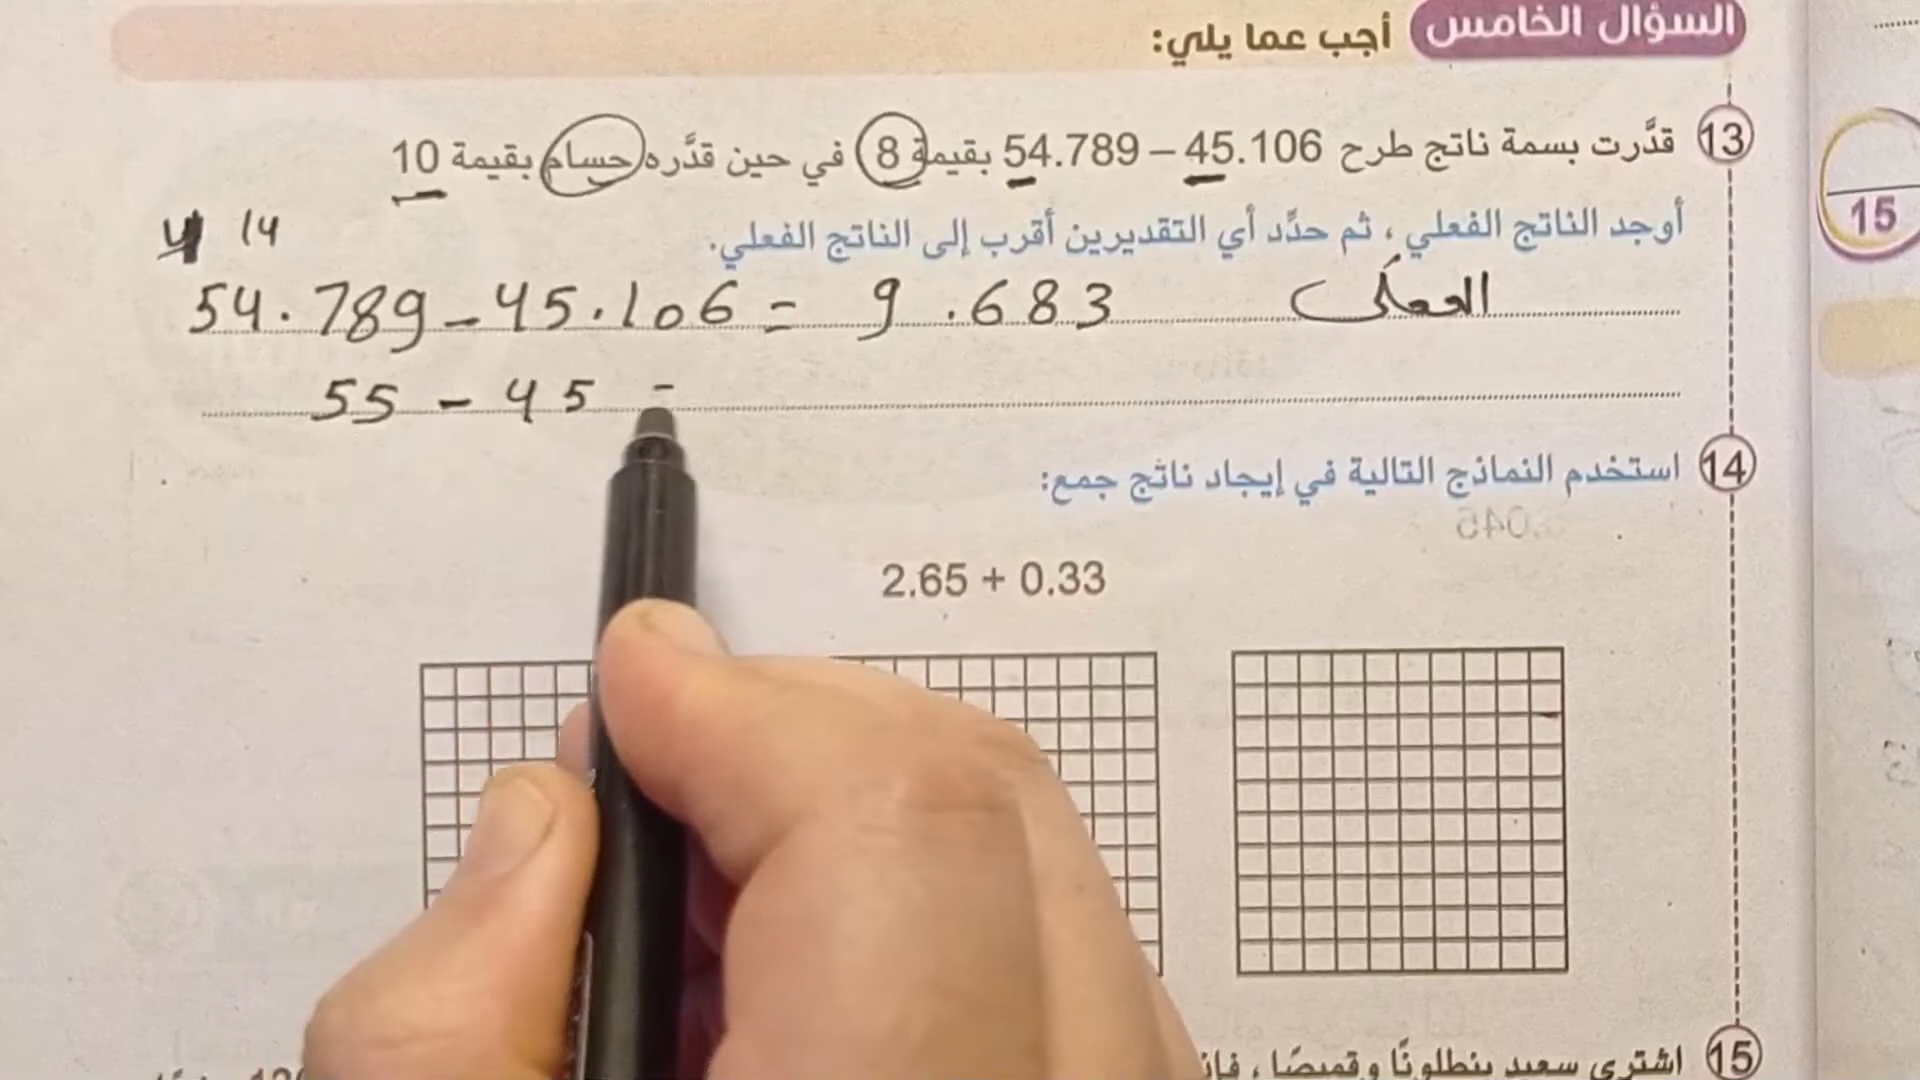 السؤال الخامس أجب عما يلي:
13 قدَّرت بسمة ناتج طرح 45.106 – 54.789 بقيمة 8 في حين قدَّره حسام بقيمة 10
أوجد الناتج الفعلي ، ثم حدِّد أي التقديرين أقرب إلى الناتج الفعلي.
4 14
54.789 - 45.106 = 9.683
55 - 45 =
14 استخدم النماذج التالية في إيجاد ناتج جمع:
2.65 + 0.33
15 اشترى سعيد بنطلونًا وقميصًا ،
15